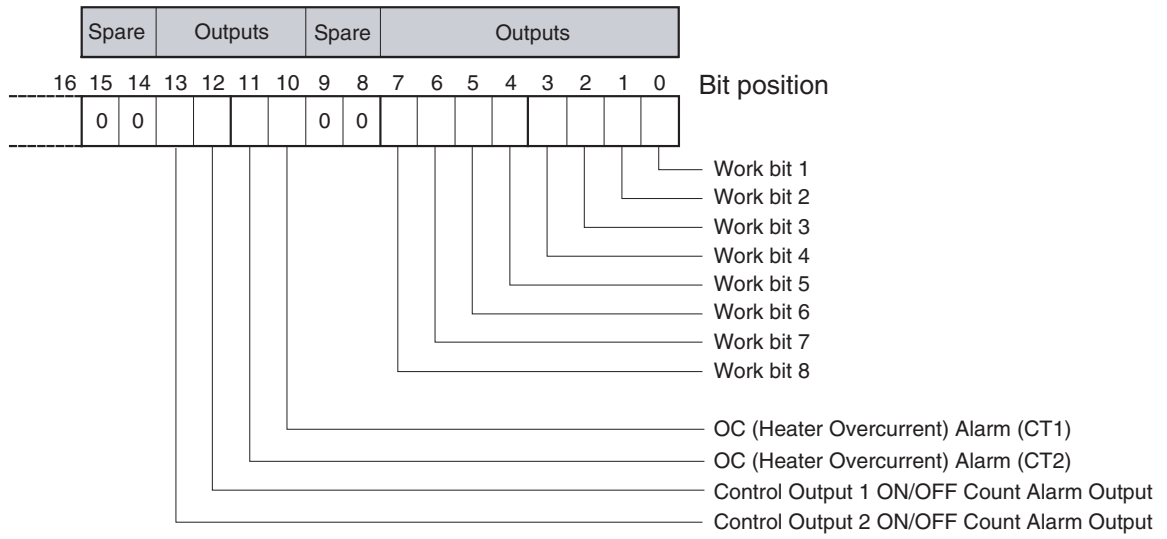 Spare Outputs Spare Outputs
16 15 14 13 12 11 10 9 8 7 6 5 4 3 2 1 0 Bit position
0 0 0 0
Work bit 1
Work bit 2
Work bit 3
Work bit 4
Work bit 5
Work bit 6
Work bit 7
Work bit 8
OC (Heater Overcurrent) Alarm (CT1)
OC (Heater Overcurrent) Alarm (CT2)
Control Output 1 ON/OFF Count Alarm Output
Control Output 2 ON/OFF Count Alarm Output